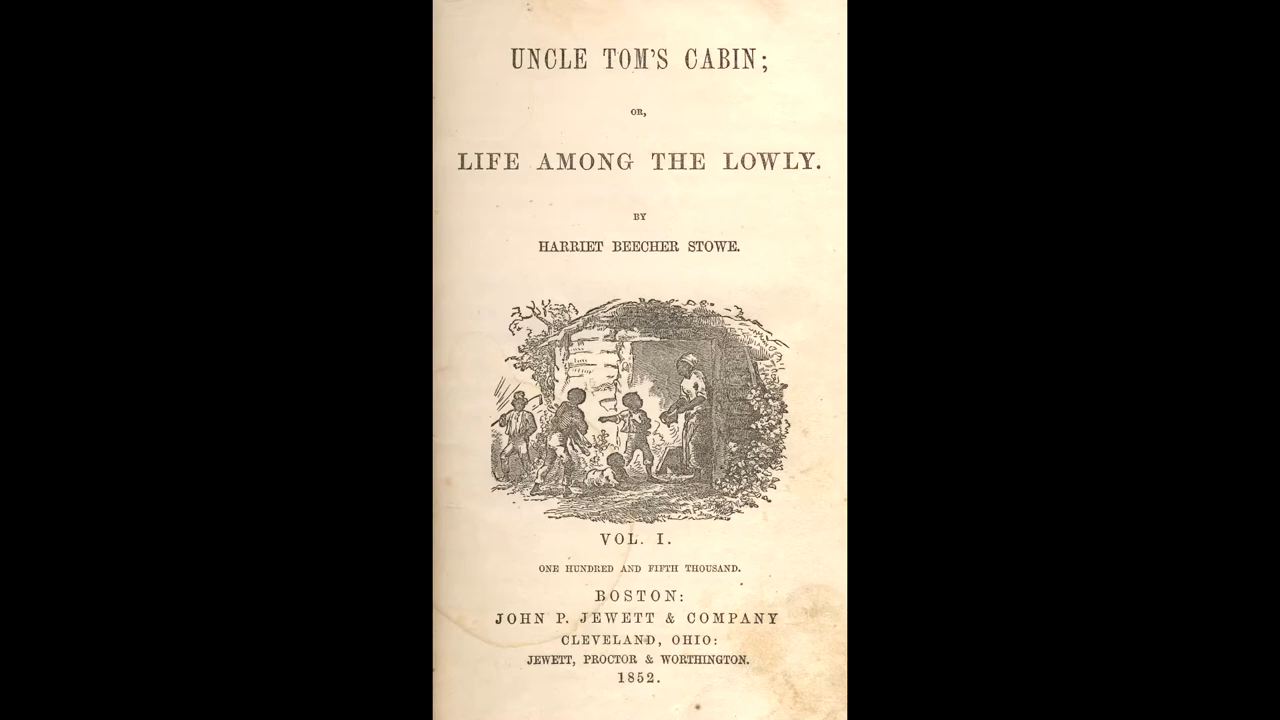 UNCLE TOM'S CABIN;
OR,
LIFE AMONG THE LOWLY.
BY
HARRIET BEECHER STOWE.
VOL. I.
ONE HUNDRED AND FIFTH THOUSAND.
BOSTON:
JOHN P. JEWETT & COMPANY
CLEVELAND, OHIO:
JEWETT, PROCTOR & WORTHINGTON.
1852.